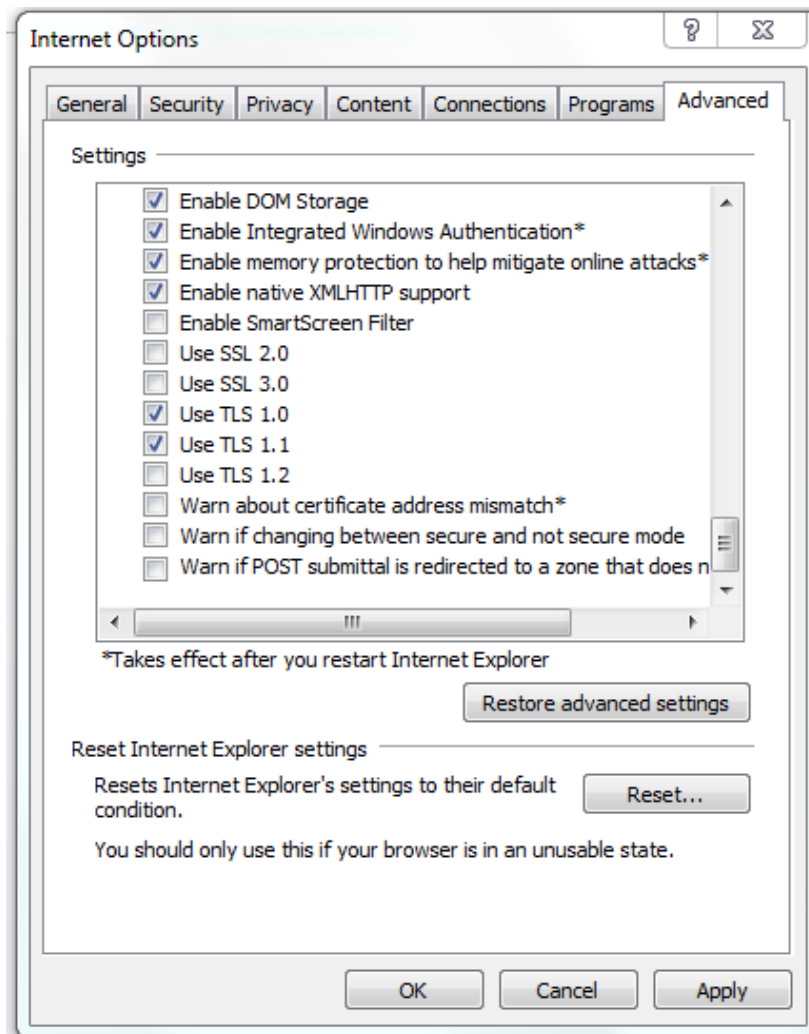 Internet Options
General Security Privacy Content Connections Programs Advanced
Settings
Enable DOM Storage
Enable Integrated Windows Authentication*
Enable memory protection to help mitigate online attacks*
Enable native XMLHTTP support
Enable SmartScreen Filter
Use SSL 2.0
Use SSL 3.0
Use TLS 1.0
Use TLS 1.1
Use TLS 1.2
Warn about certificate address mismatch*
Warn if changing between secure and not secure mode
Warn if POST submittal is redirected to a zone that does n
*Takes effect after you restart Internet Explorer
Restore advanced settings
Reset Internet Explorer settings
Resets Internet Explorer's settings to their default
condition.
Reset...
You should only use this if your browser is in an unusable state.
OK Cancel Apply